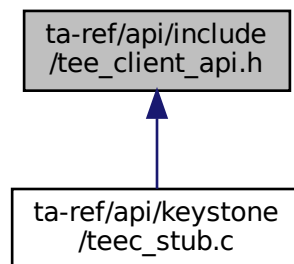 ta-ref/api/include
/tee_client_api.h
ta-ref/api/keystone
/teec_stub.c